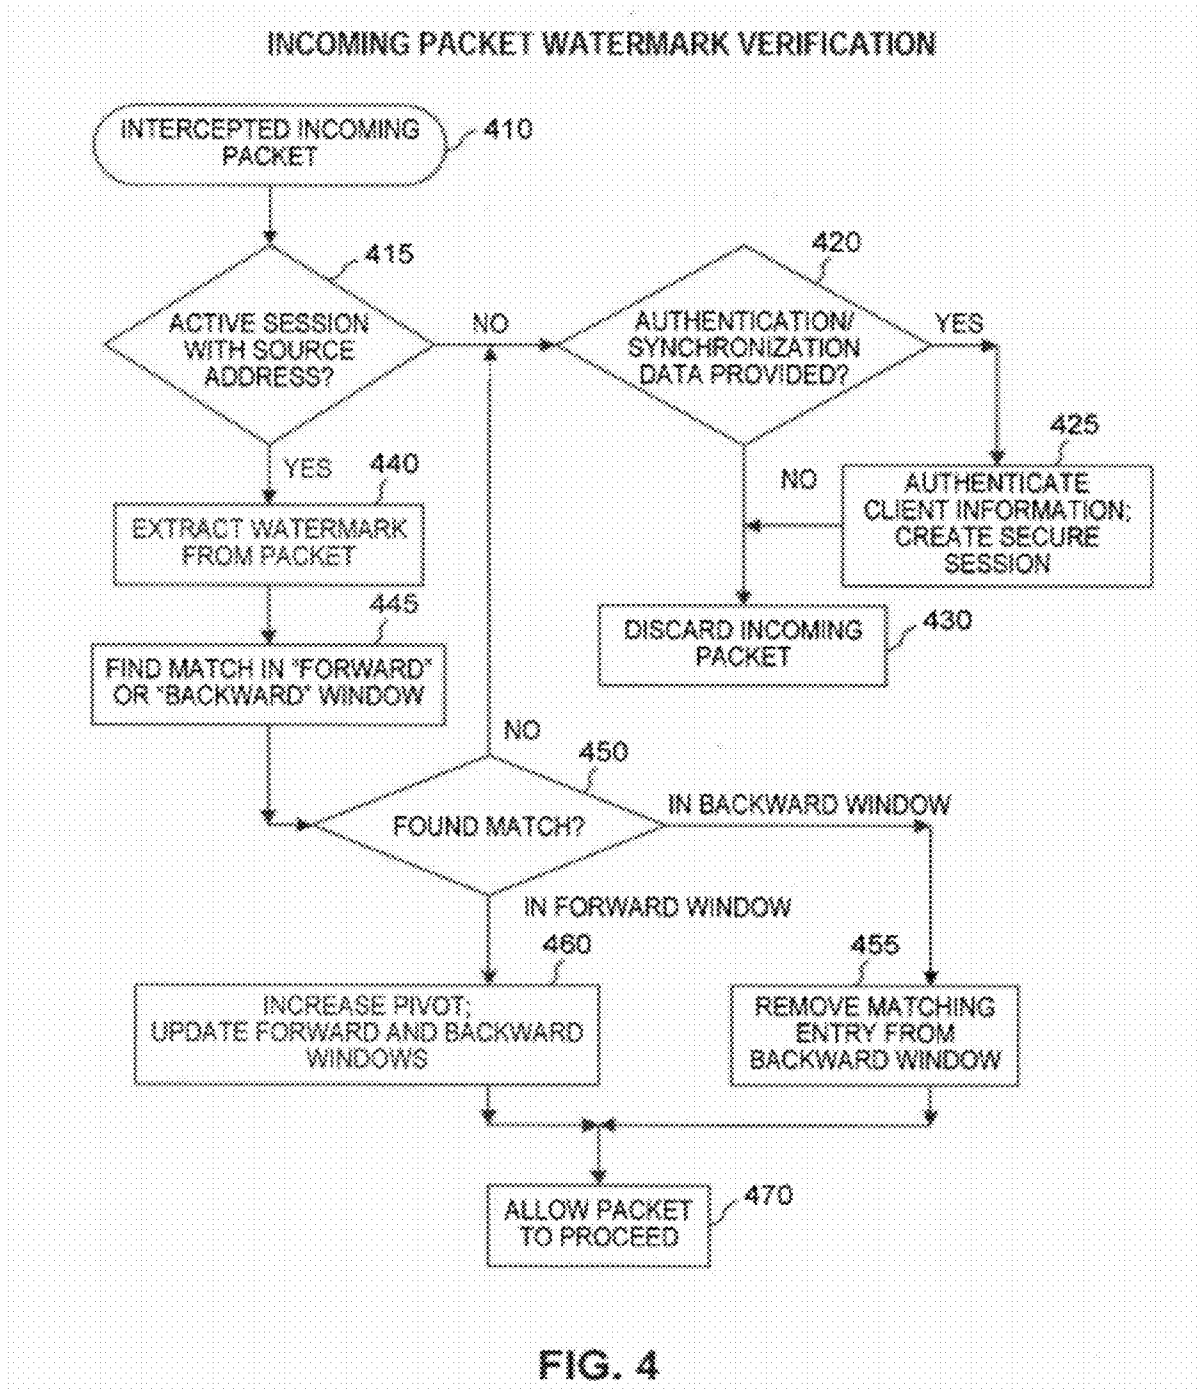 INCOMING PACKET WATERMARK VERIFICATION
INTERCEPTED INCOMING
PACKET
410
415
ACTIVE SESSION
WITH SOURCE
ADDRESS?
NO
420
AUTHENTICATION/
SYNCHRONIZATION
DATA PROVIDED?
YES
425
AUTHENTICATE
CLIENT INFORMATION;
CREATE SECURE
SESSION
NO
430
DISCARD INCOMING
PACKET
YES
440
EXTRACT WATERMARK
FROM PACKET
445
FIND MATCH IN "FORWARD"
OR "BACKWARD" WINDOW
NO
450
FOUND MATCH?
IN BACKWARD WINDOW
IN FORWARD WINDOW
460
INCREASE PIVOT;
UPDATE FORWARD AND BACKWARD
WINDOWS
455
REMOVE MATCHING
ENTRY FROM
BACKWARD WINDOW
470
ALLOW PACKET
TO PROCEED
FIG. 4